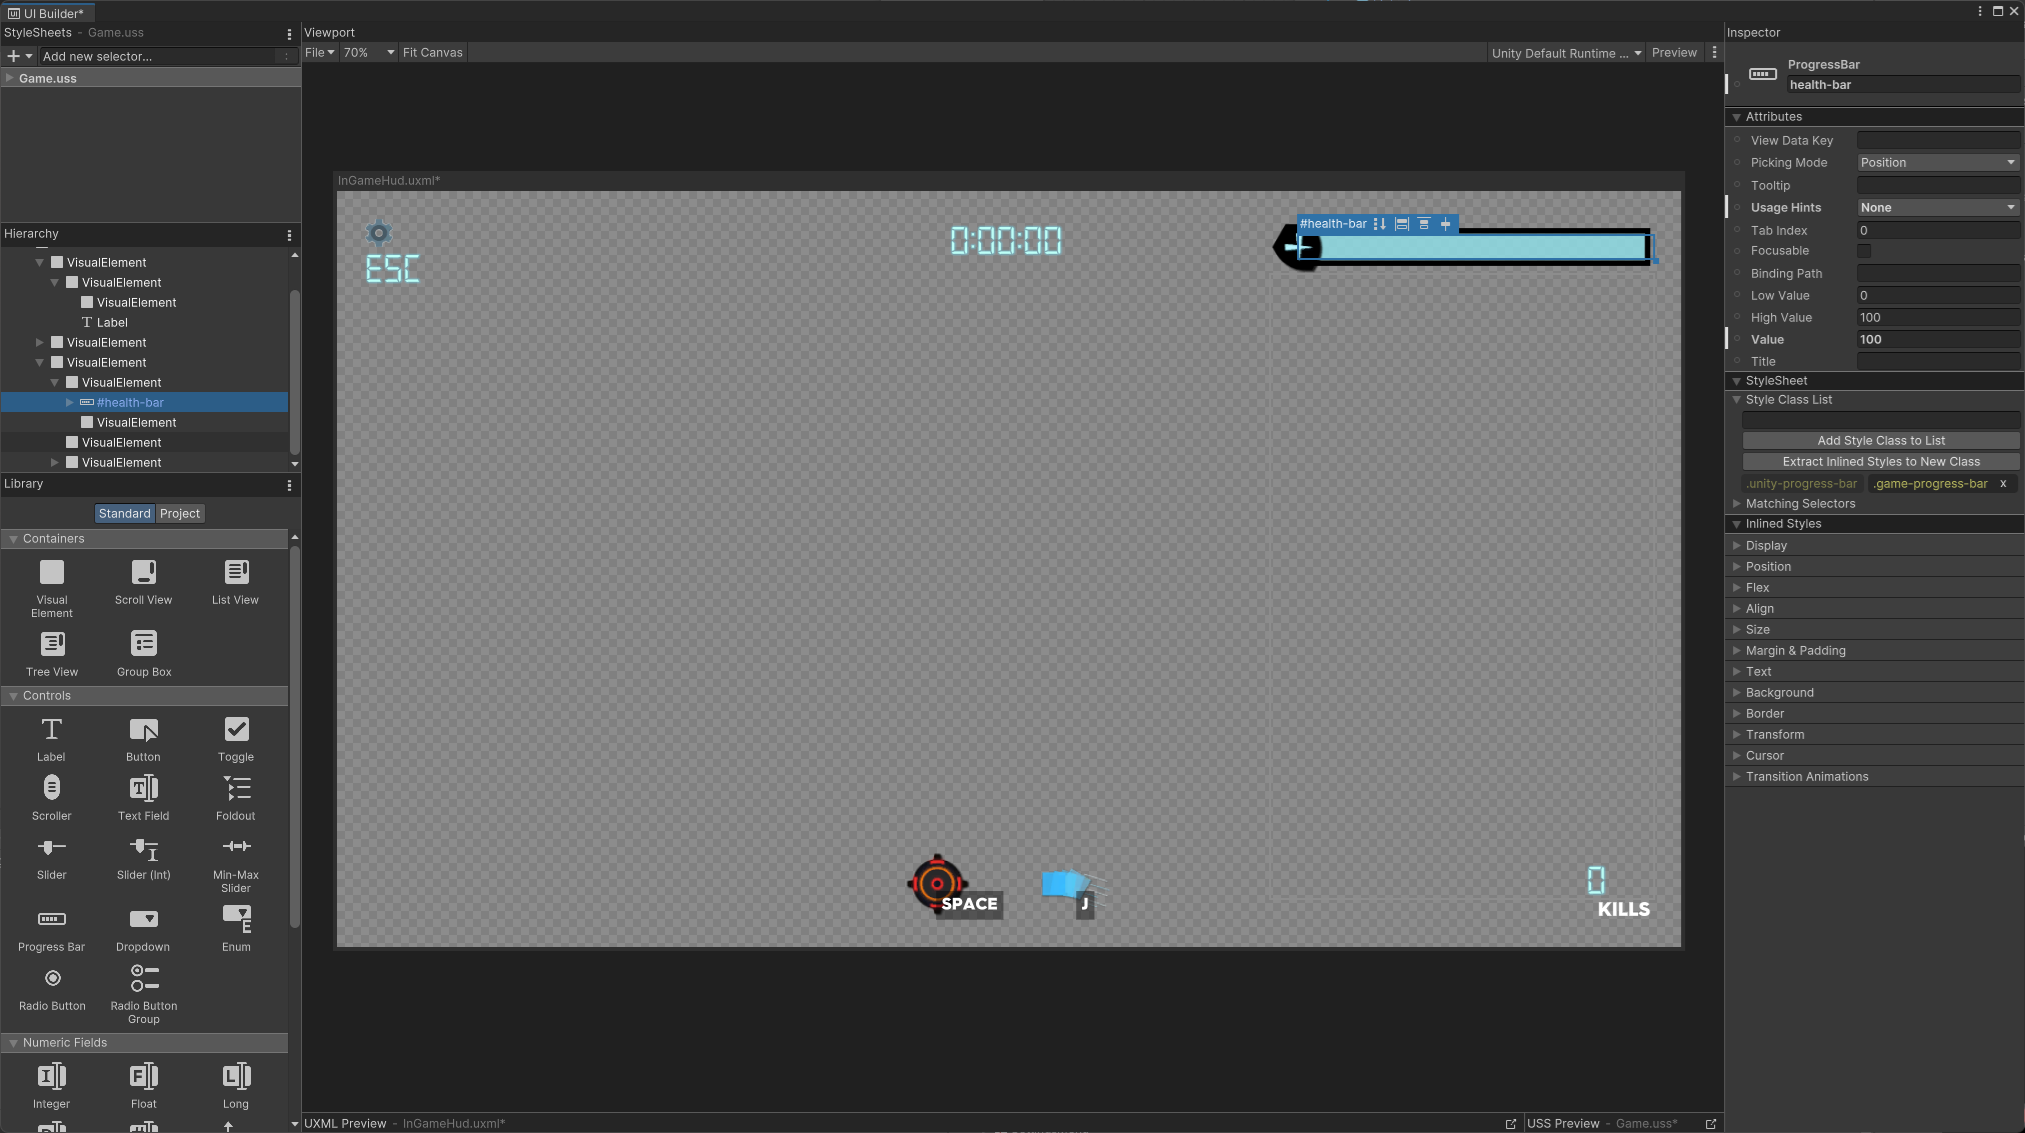 UI Builder*
StyleSheets - Game.uss
Add new selector...
Game.uss
Hierarchy
VisualElement
VisualElement
VisualElement
Label
VisualElement
VisualElement
VisualElement
#health-bar
VisualElement
VisualElement
VisualElement
Library
Standard Project
Containers
Visual Element
Scroll View
List View
Tree View
Group Box
Controls
Label
Button
Toggle
Scroller
Text Field
Foldout
Slider
Slider (Int)
Min-Max Slider
Progress Bar
Dropdown
Enum
Radio Button
Radio Button Group
Numeric Fields
Integer
Float
Long
Viewport
File 70% Fit Canvas
Unity Default Runtime ... Preview
InGameHud.uxml*
ESC
0:00:00
#health-bar
SPACE
J
0
KILLS
UXML Preview - InGameHud.uxml*
USS Preview - Game.uss*
Inspector
ProgressBar
health-bar
Attributes
View Data Key
Picking Mode Position
Tooltip
Usage Hints None
Tab Index 0
Focusable
Binding Path
Low Value 0
High Value 100
Value 100
Title
StyleSheet
Style Class List
Add Style Class to List
Extract Inlined Styles to New Class
.unity-progress-bar .game-progress-bar x
Matching Selectors
Inlined Styles
Display
Position
Flex
Align
Size
Margin & Padding
Text
Background
Border
Transform
Cursor
Transition Animations